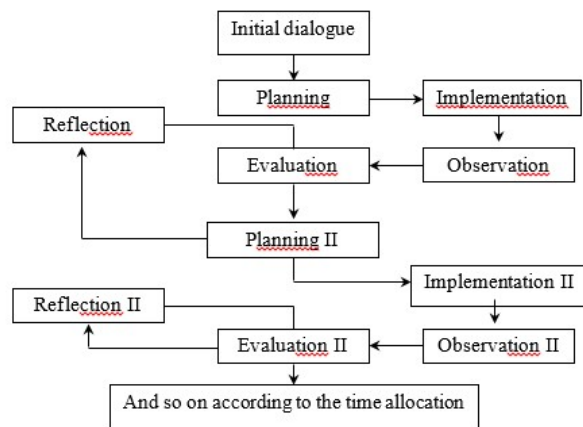 Initial dialogue
Planning
Implementation
Reflection
Evaluation
Observation
Planning II
Implementation II
Reflection II
Evaluation II
Observation II
And so on according to the time allocation